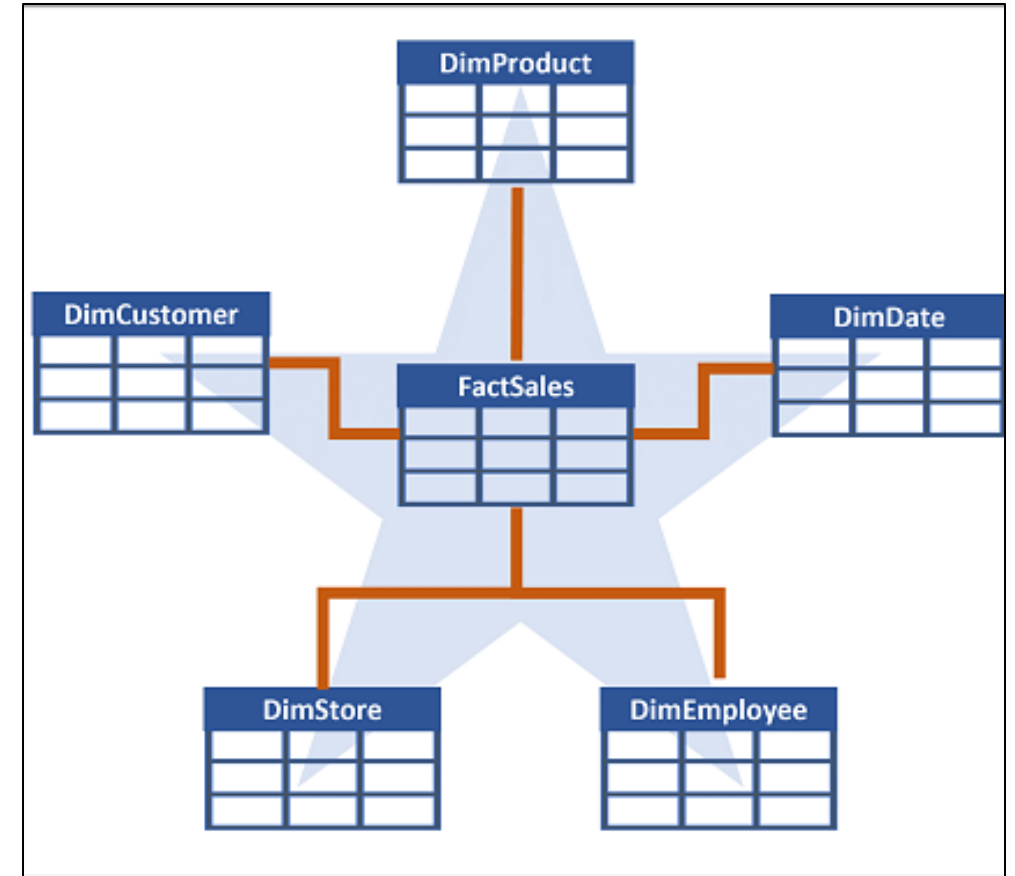 DimProduct
DimCustomer
DimDate
FactSales
DimStore
DimEmployee